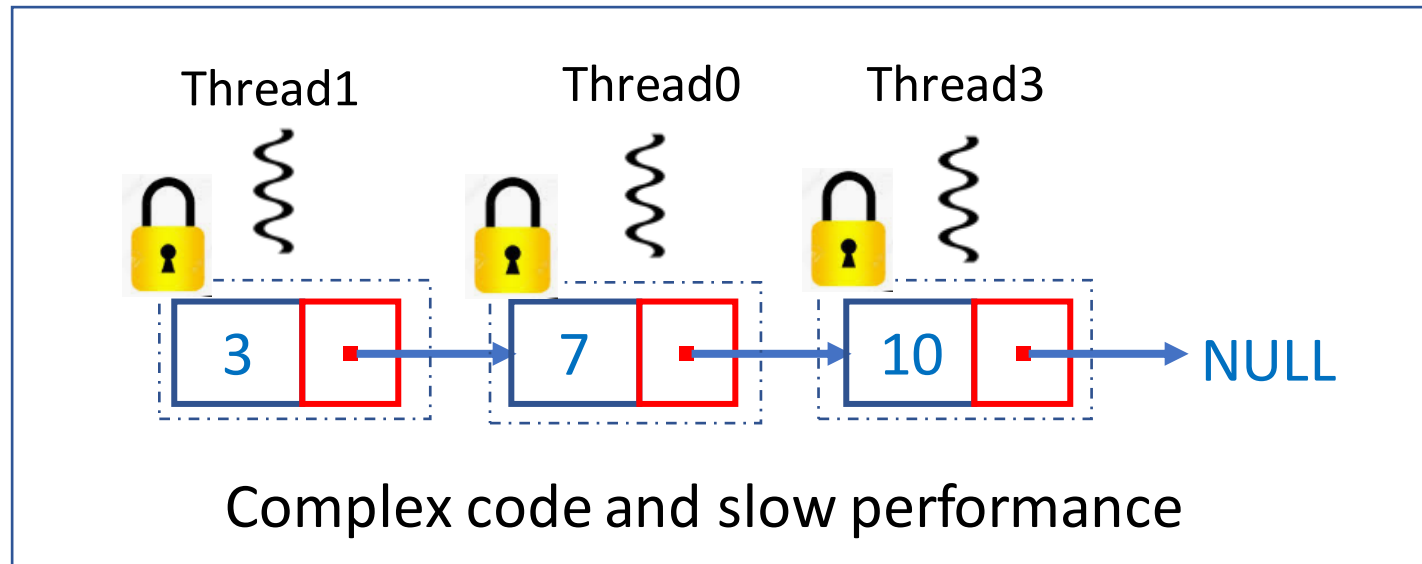 Thread1 Thread0 Thread3
3 7 10 NULL
Complex code and slow performance